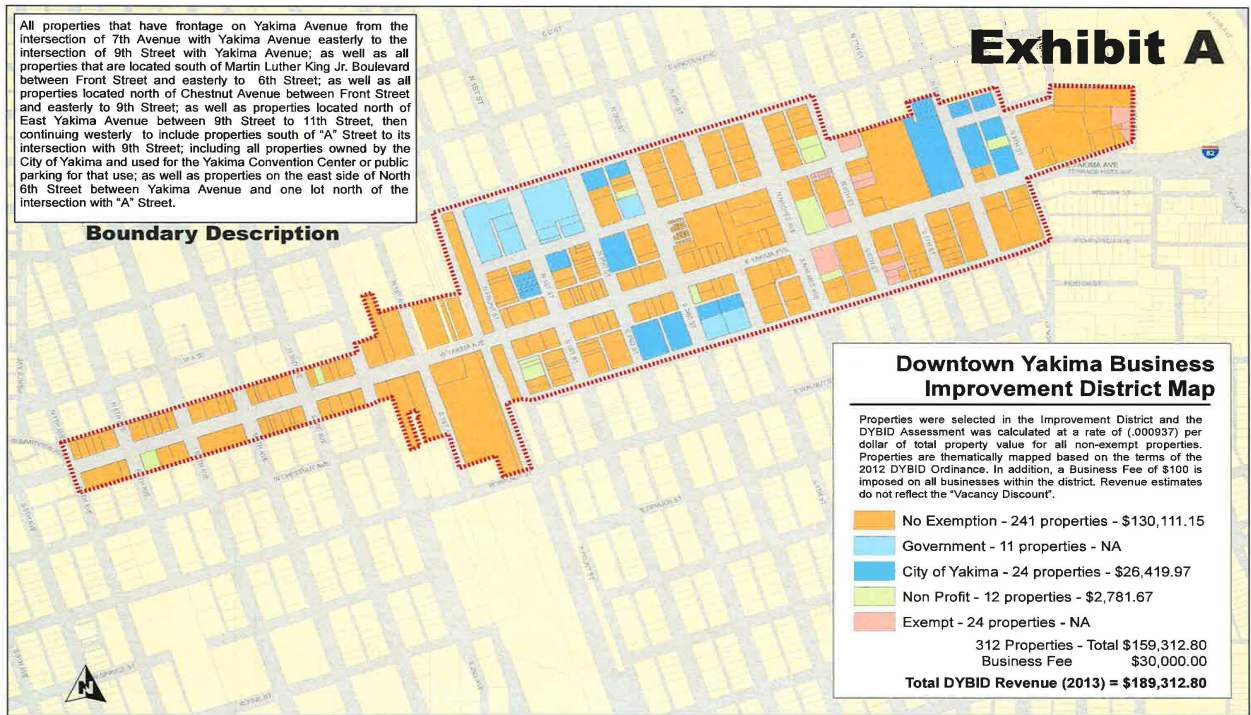 All properties that have frontage on Yakima Avenue from the
intersection of 7th Avenue with Yakima Avenue easterly to the
intersection of 9th Street with Yakima Avenue; as well as all
properties that are located south of Martin Luther King Jr. Boulevard
between Front Street and easterly to 6th Street; as well as all
properties located north of Chestnut Avenue between Front Street
and easterly to 9th Street; as well as properties located north of
East Yakima Avenue between 9th Street to 11th Street, then
continuing westerly to include properties south of "A" Street to its
intersection with 9th Street; including all properties owned by the
City of Yakima and used for the Yakima Convention Center or public
parking for that use; as well as properties on the east side of North
6th Street between Yakima Avenue and one lot north of the
intersection with "A" Street.
Boundary Description
Exhibit A
82
E YAKIMA AVE
W YAKIMA AVE
N 1ST ST
Downtown Yakima Business
Improvement District Map
Properties were selected in the Improvement District and the
DYBID Assessment was calculated at a rate of (.000937) per
dollar of total property value for all non-exempt properties.
Properties are thematically mapped based on the terms of the
2012 DYBID Ordinance. In addition, a Business Fee of $100 is
imposed on all businesses within the district. Revenue estimates
do not reflect the "Vacancy Discount".
No Exemption - 241 properties - $130,111.15
Government - 11 properties - NA
City of Yakima - 24 properties - $26,419.97
Non Profit - 12 properties - $2,781.67
Exempt - 24 properties - NA
312 Properties - Total $159,312.80
Business Fee $30,000.00
Total DYBID Revenue (2013) = $189,312.80
N